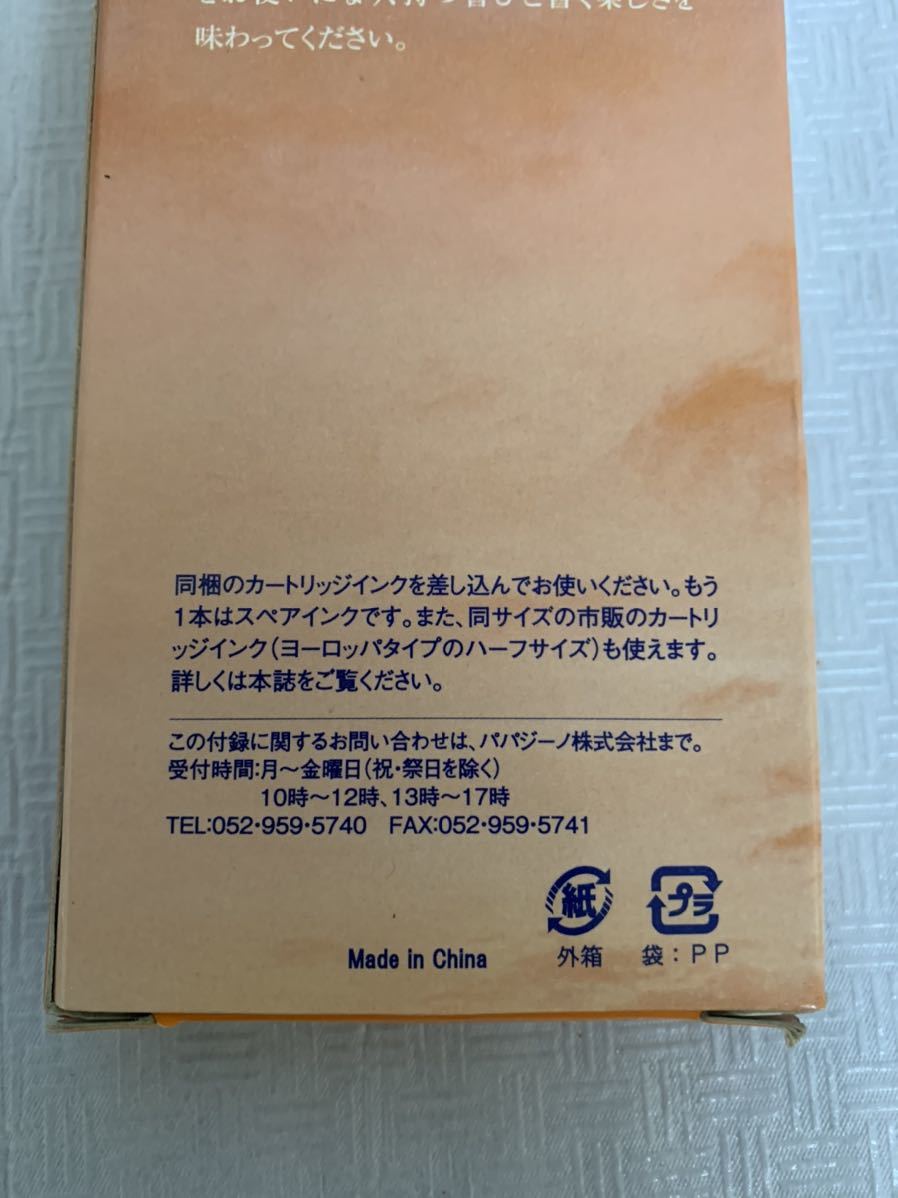 味わってください。
同梱のカートリッジインクを差し込んでお使いください。もう
1本はスペアインクです。また、同サイズの市販のカートリ
ッジインク(ヨーロッパタイプのハーフサイズ)も使えます。
詳しくは本誌をご覧ください。
この付録に関するお問い合わせは、パパジーノ株式会社まで。
受付時間:月〜金曜日(祝・祭日を除く)
10時〜12時、13時〜17時
TEL:052・959・5740 FAX:052・959・5741
紙 プラ
Made in China 外箱 袋:PP